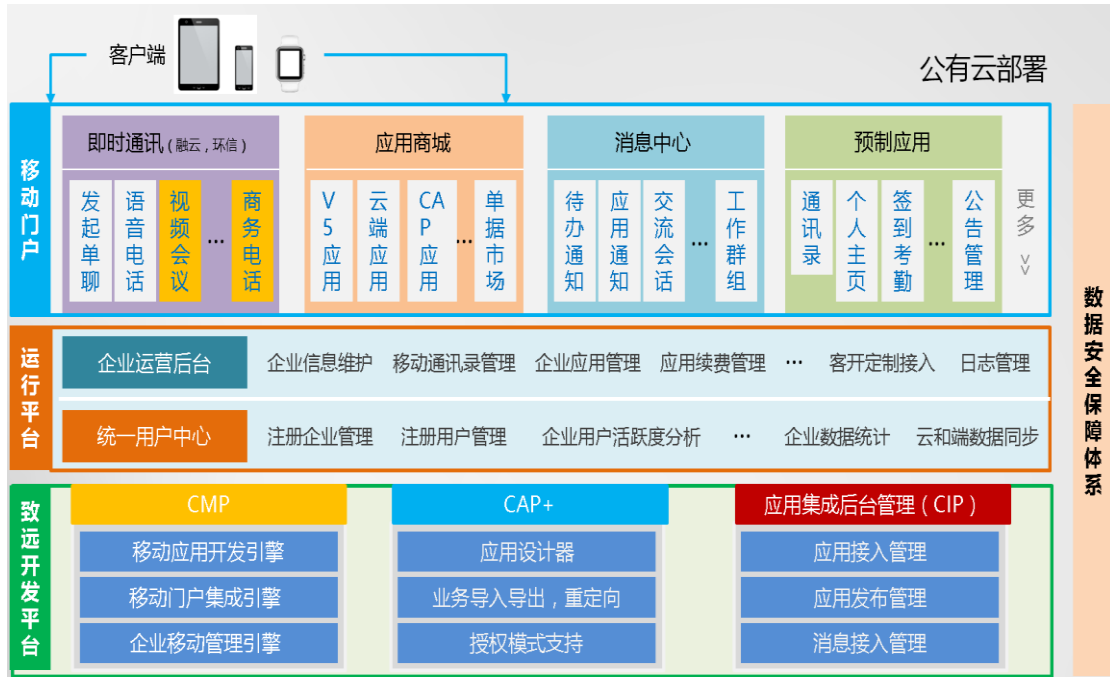 客户端
公有云部署
移动门户
即时通讯(融云,环信)
发起单聊
语音电话
视频会议
...
商务电话
应用商城
V5应用
云端应用
CAP应用
...
单据市场
消息中心
待办通知
应用通知
交流会话
...
工作群组
预制应用
通讯录
个人主页
签到考勤
...
公告管理
更多
>>
运行平台
企业运营后台
企业信息维护 移动通讯录管理 企业应用管理 应用续费管理 ... 客开定制接入 日志管理
统一用户中心
注册企业管理 注册用户管理 企业用户活跃度分析 ... 企业数据统计 云和端数据同步
致远开发平台
CMP
移动应用开发引擎
移动门户集成引擎
企业移动管理引擎
CAP+
应用设计器
业务导入导出,重定向
授权模式支持
应用集成后台管理(CIP)
应用接入管理
应用发布管理
消息接入管理
数据安全保障体系